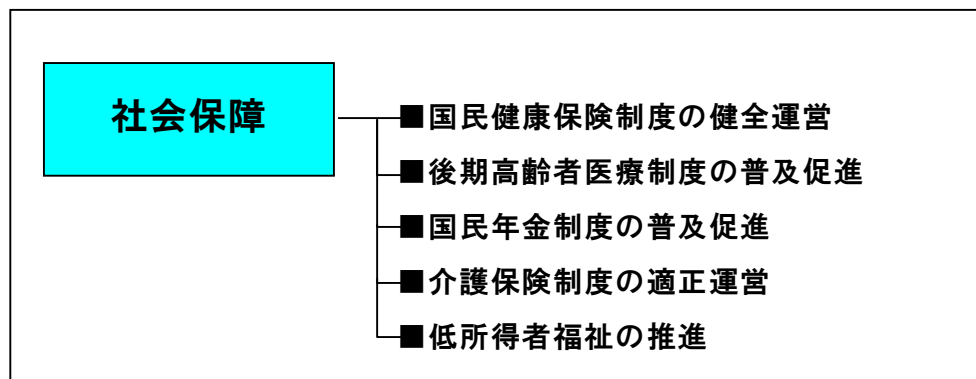 社会保障
■国民健康保険制度の健全運営
■後期高齢者医療制度の普及促進
■国民年金制度の普及促進
■介護保険制度の適正運営
■低所得者福祉の推進